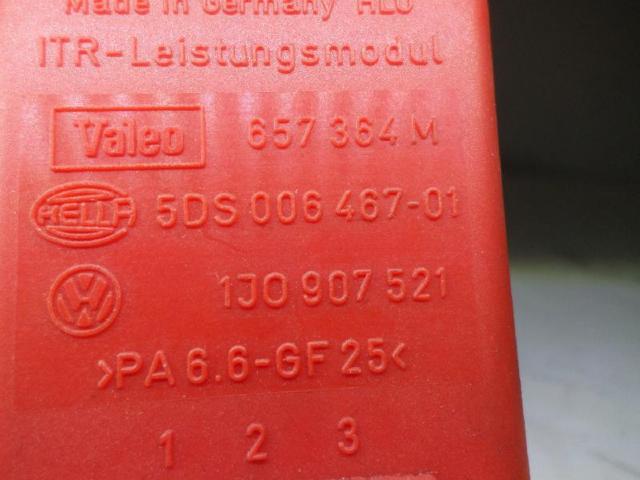 Made in Germany
ITR-Leistungsmodul
Valeo 657 364 M
HELLA 5DS 006 467-01
VW 1J0 907 521
>PA 6.6-GF 25<
1 2 3